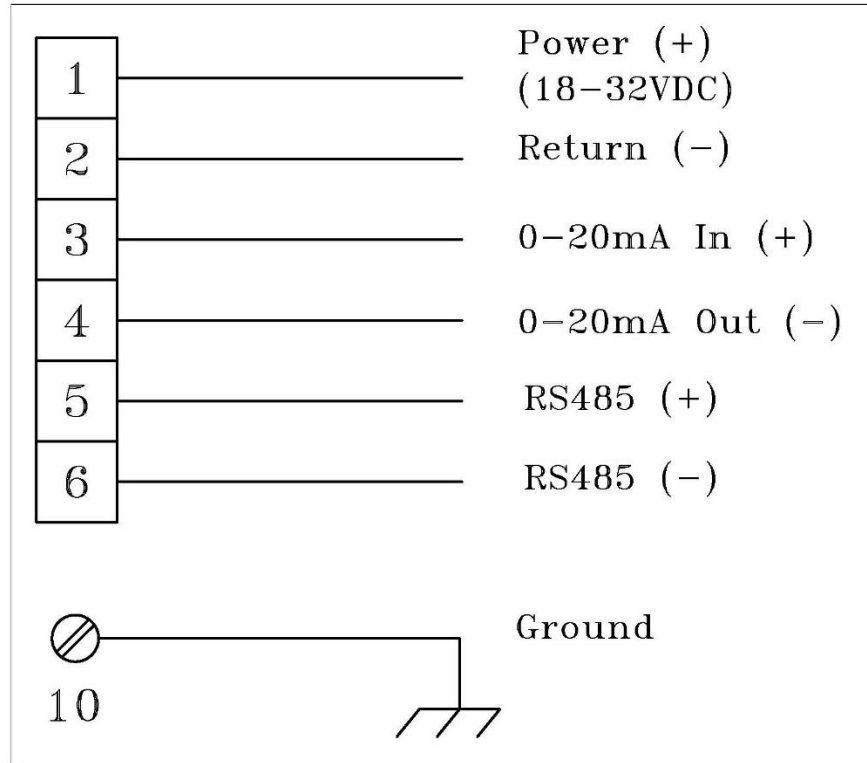 1 Power (+)
(18-32VDC)
2 Return (-)
3 0-20mA In (+)
4 0-20mA Out (-)
5 RS485 (+)
6 RS485 (-)
Ground
10